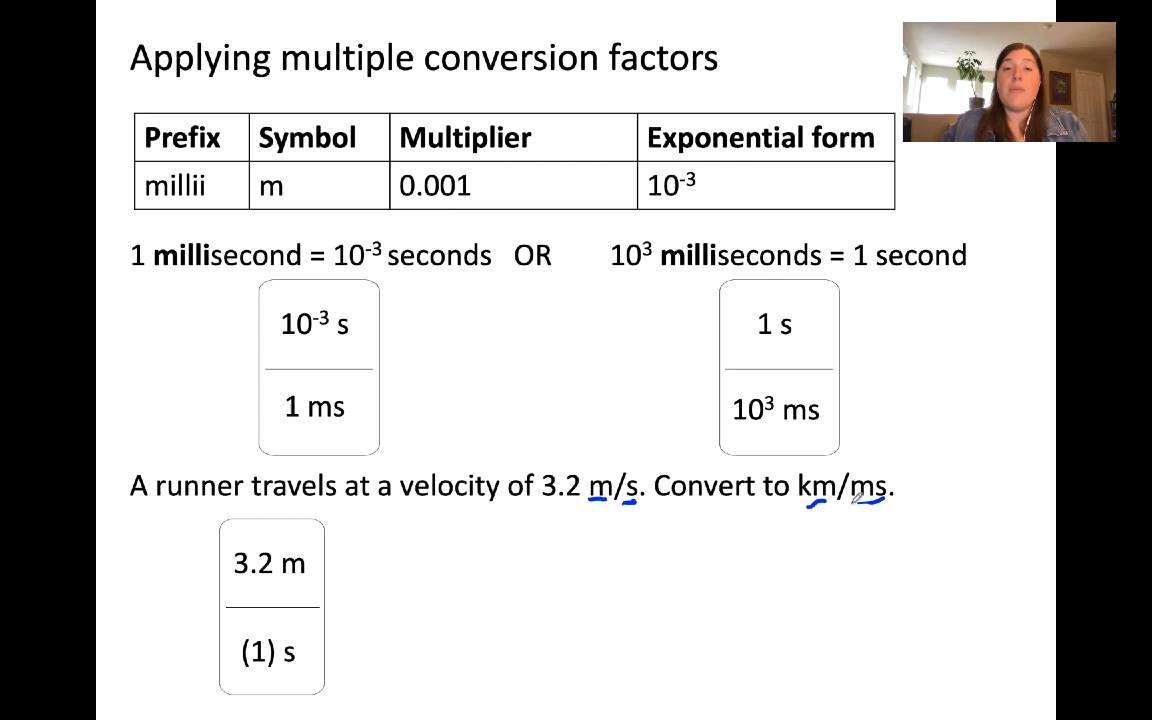 Applying multiple conversion factors
Prefix Symbol Multiplier Exponential form
millii m 0.001 10⁻³
1 millisecond = 10⁻³ seconds OR 10³ milliseconds = 1 second
10⁻³ s
1 ms
1 s
10³ ms
A runner travels at a velocity of 3.2 m/s. Convert to km/ms.
3.2 m
(1) s